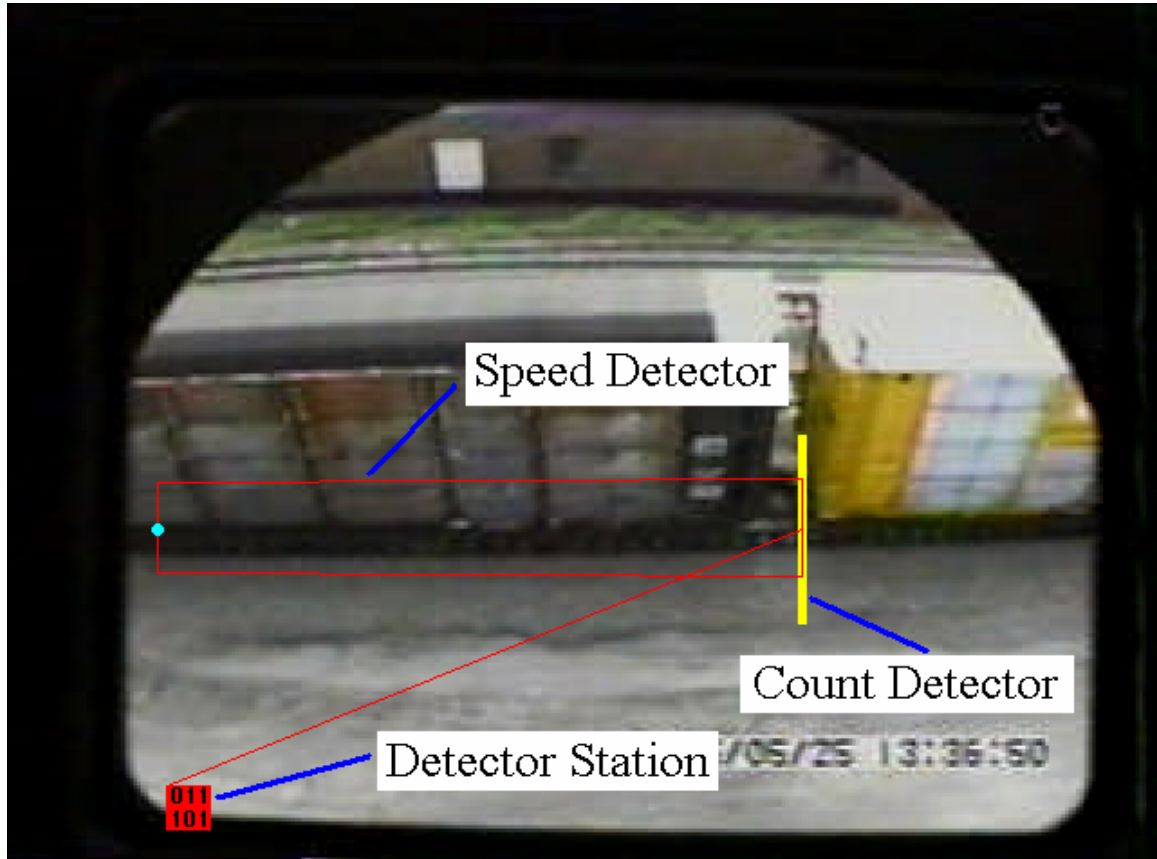 Speed Detector
Count Detector
Detector Station
/05/25 13:36:50
011
101